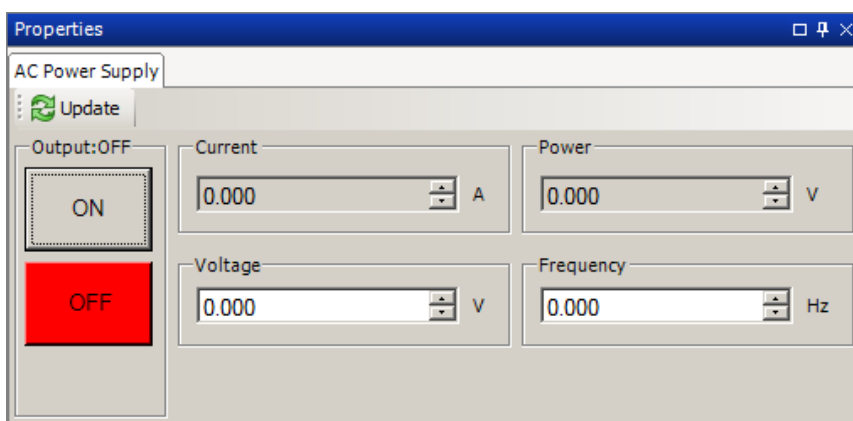 Properties
AC Power Supply
Update
Output:OFF
ON
OFF
Current
0.000 A
Power
0.000 V
Voltage
0.000 V
Frequency
0.000 Hz